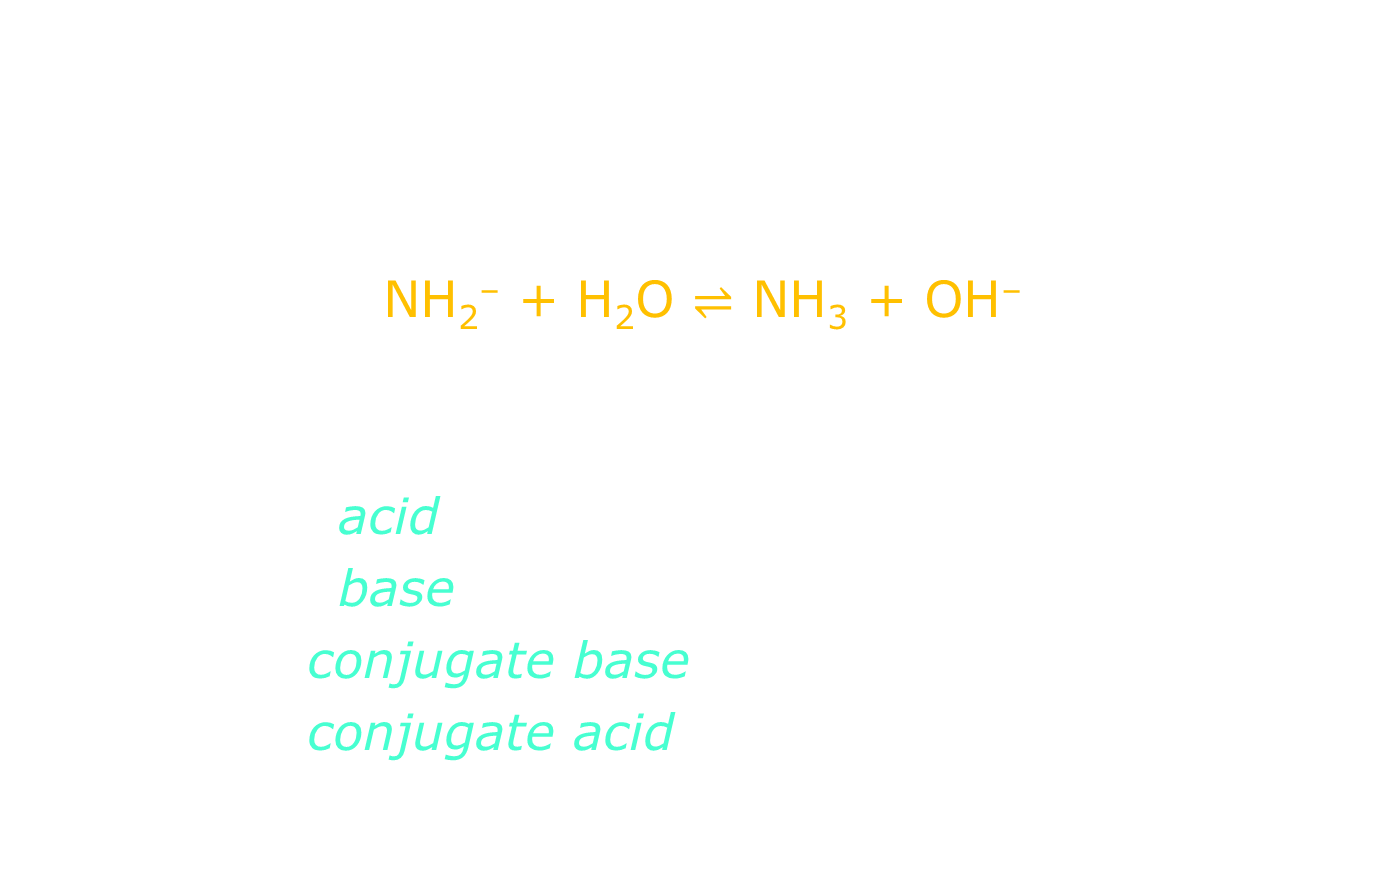 NH₂⁻ + H₂O ⇌ NH₃ + OH⁻
acid
base
conjugate base
conjugate acid